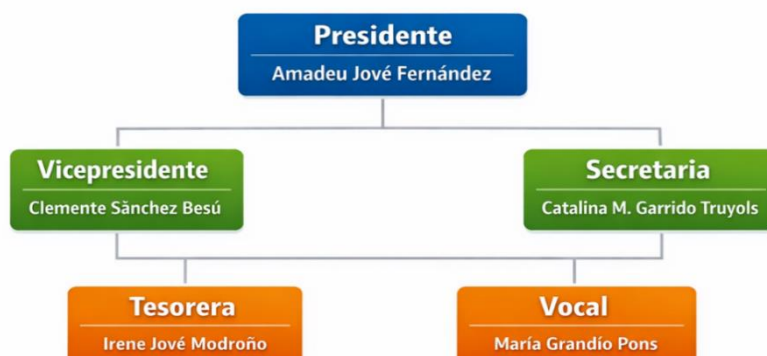 Presidente
Amadeu Jové Fernández
Vicepresidente
Clemente Sănchez Besú
Secretaria
Catalina M. Garrido Truyols
Tesorera
Irene Jové Modroño
Vocal
María Grandío Pons